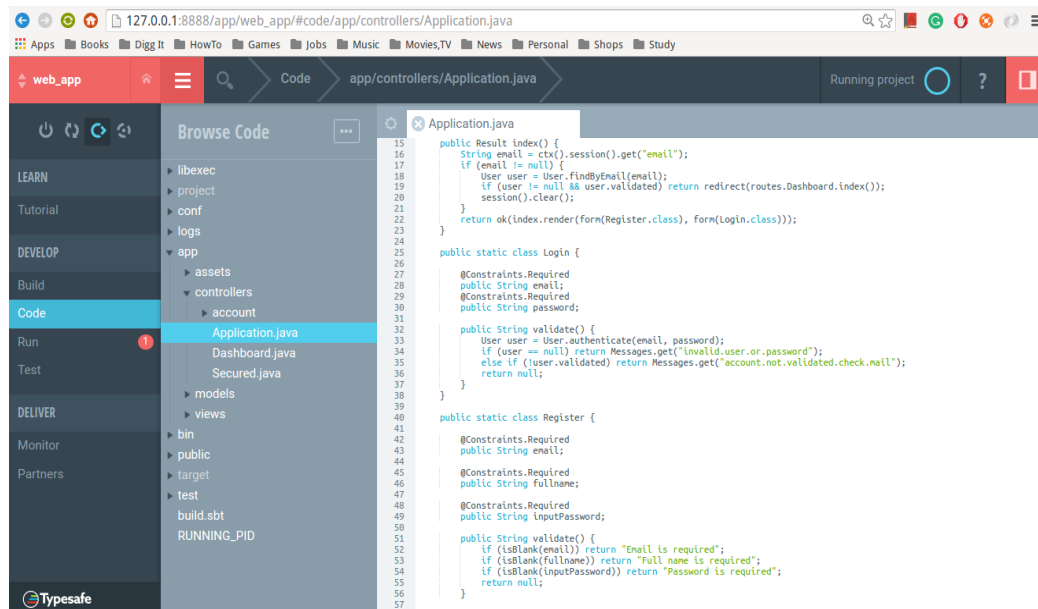 127.0.0.1:8888/app/web_app/#code/app/controllers/Application.java
Apps Books Digg It HowTo Games Jobs Music Movies,TV News Personal Shops Study
web_app Code app/controllers/Application.java Running project ?
LEARN
Tutorial
DEVELOP
Build
Code
Run 1
Test
DELIVER
Monitor
Partners
Typesafe
Browse Code ...
libexec
project
conf
logs
app
assets
controllers
account
Application.java
Dashboard.java
Secured.java
models
views
bin
public
target
test
build.sbt
RUNNING_PID
Application.java
15 public Result index() {
16 String email = ctx().session().get("email");
17 if (email != null) {
18 User user = User.findByEmail(email);
19 if (user != null && user.validated) return redirect(routes.Dashboard.index());
20 session().clear();
21 }
22 return ok(index.render(form(Register.class), form(Login.class)));
23 }
24
25 public static class Login {
26
27 @Constraints.Required
28 public String email;
29 @Constraints.Required
30 public String password;
31
32 public String validate() {
33 User user = User.authenticate(email, password);
34 if (user == null) return Messages.get("invalid.user.or.password");
35 else if (!user.validated) return Messages.get("account.not.validated.check.mail");
36 return null;
37 }
38 }
39
40 public static class Register {
41
42 @Constraints.Required
43 public String email;
44
45 @Constraints.Required
46 public String fullname;
47
48 @Constraints.Required
49 public String inputPassword;
50
51 public String validate() {
52 if (isBlank(email)) return "Email is required";
53 if (isBlank(fullname)) return "Full name is required";
54 if (isBlank(inputPassword)) return "Password is required";
55 return null;
56 }
57